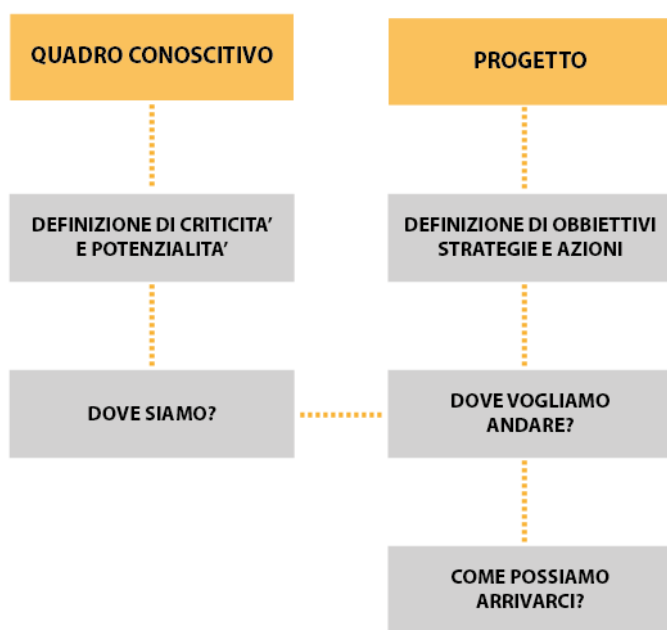 QUADRO CONOSCITIVO
PROGETTO
DEFINIZIONE DI CRITICITA'
E POTENZIALITA'
DEFINIZIONE DI OBBIETTIVI
STRATEGIE E AZIONI
DOVE SIAMO?
DOVE VOGLIAMO
ANDARE?
COME POSSIAMO
ARRIVARCI?